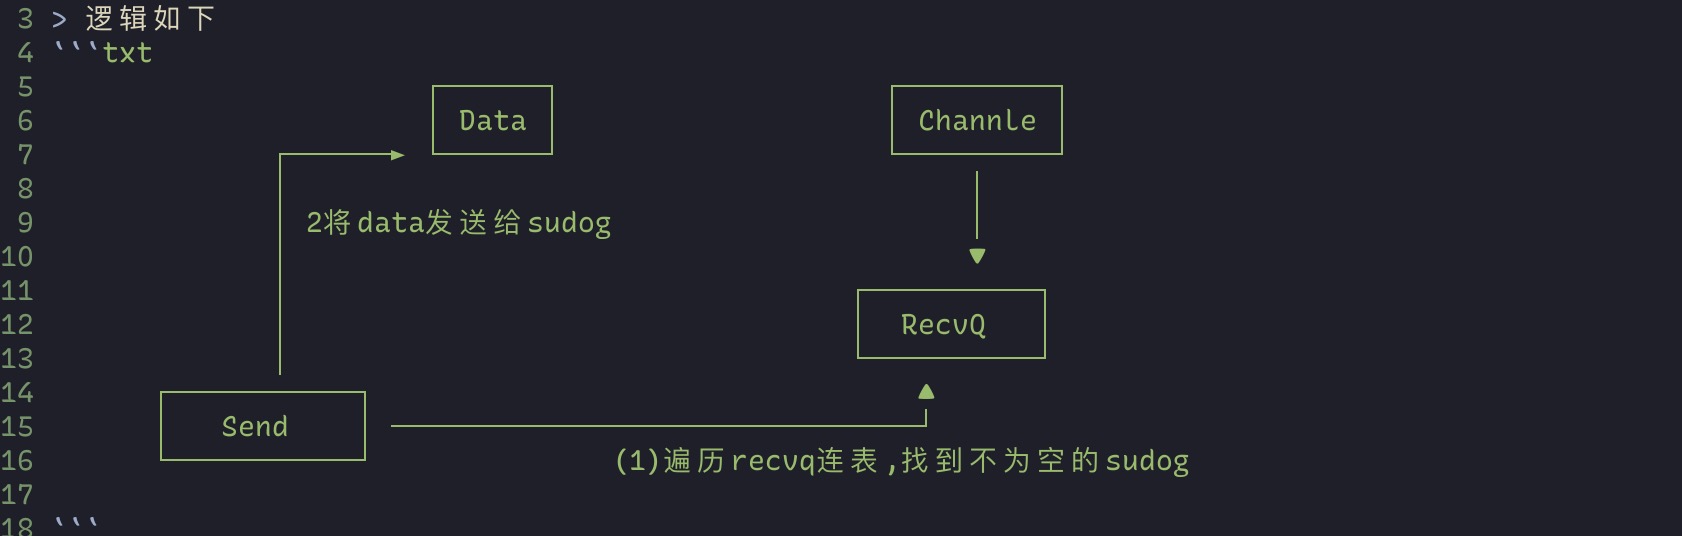 3 > 逻辑如下
4 ```txt
5
6 Data Channle
7
8
9 2将data发送给sudog
10
11
12 RecvQ
13
14
15 Send
16 (1)遍历recvq连表,找到不为空的sudog
17
18 ```